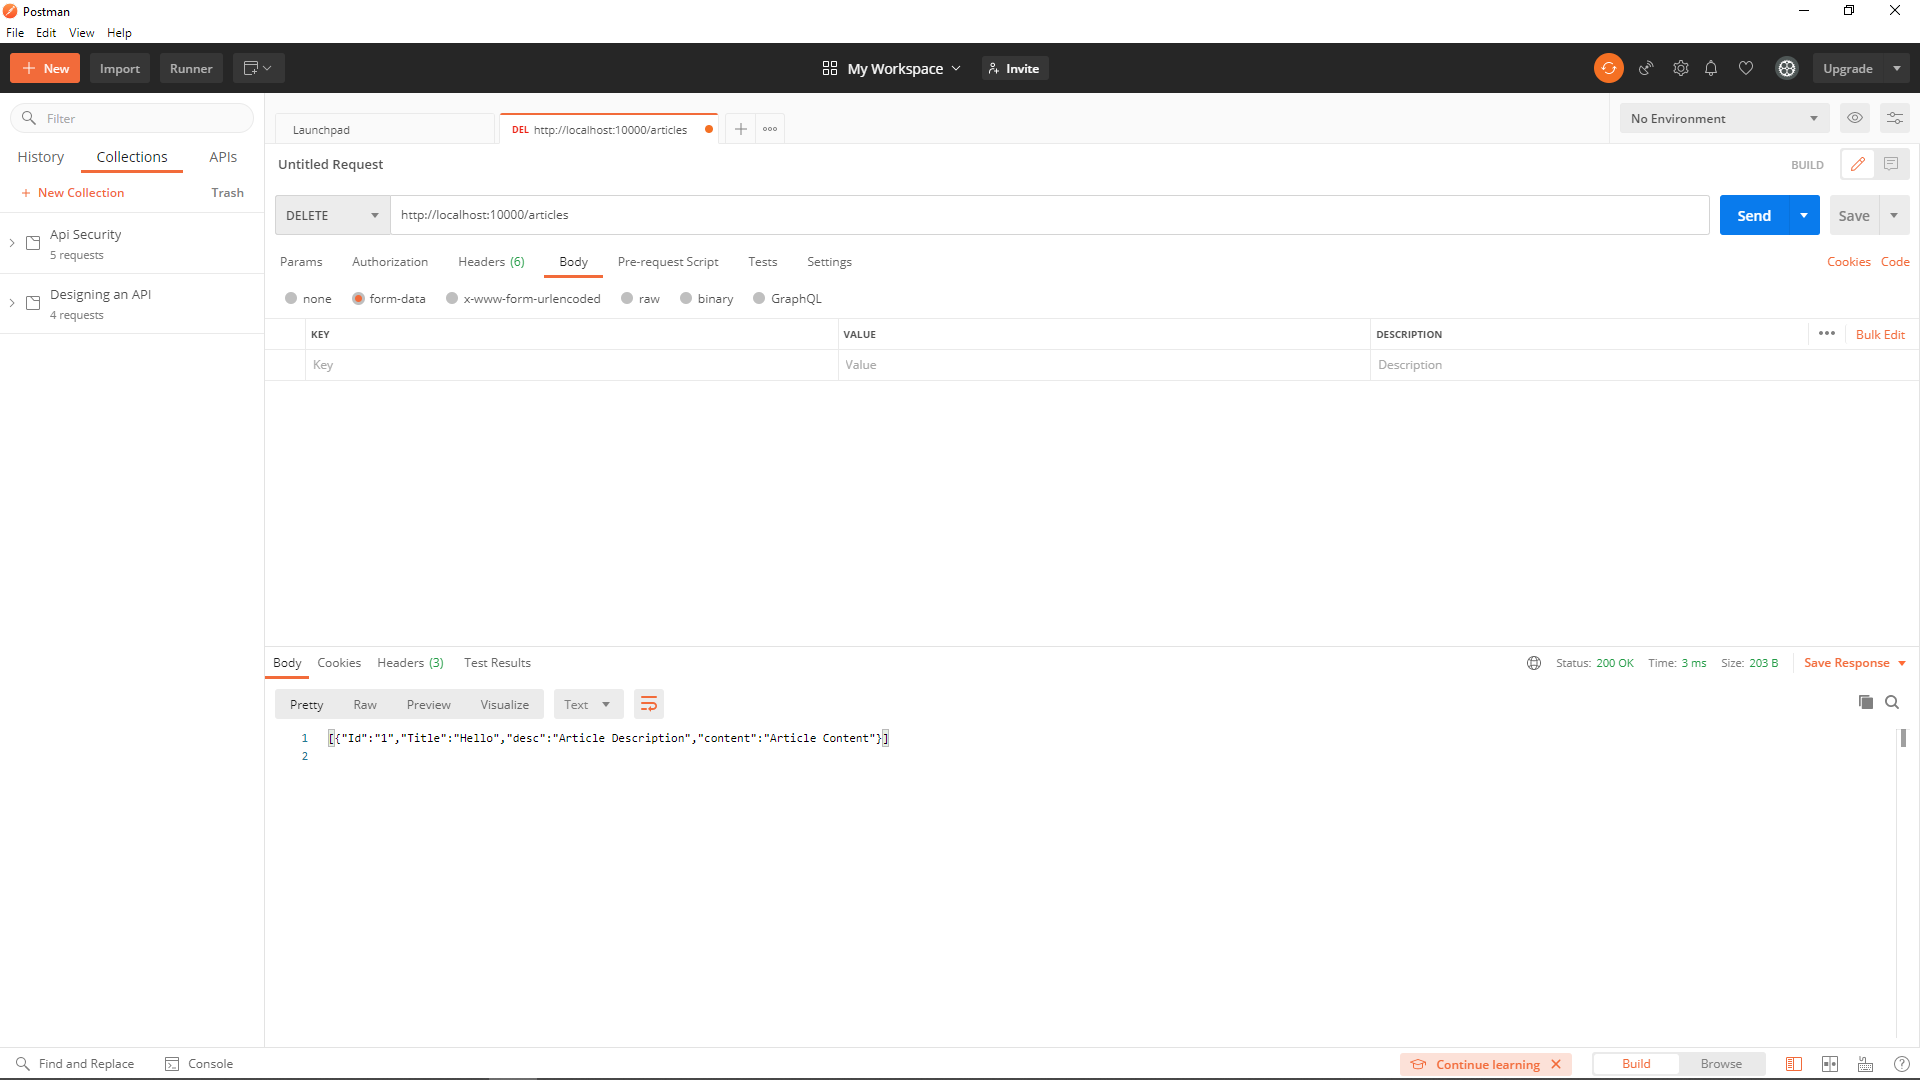 Postman
File Edit View Help
New Import Runner My Workspace Invite Upgrade
Filter
History Collections APIs
New Collection Trash
Api Security
5 requests
Designing an API
4 requests
Launchpad DEL http://localhost:10000/articles No Environment
Untitled Request BUILD
DELETE http://localhost:10000/articles Send Save
Params Authorization Headers (6) Body Pre-request Script Tests Settings Cookies Code
none form-data x-www-form-urlencoded raw binary GraphQL
KEY VALUE DESCRIPTION Bulk Edit
Key Value Description
Body Cookies Headers (3) Test Results Status: 200 OK Time: 3 ms Size: 203 B Save Response
Pretty Raw Preview Visualize Text
1 [{"Id":"1","Title":"Hello","desc":"Article Description","content":"Article Content"}]
2
Find and Replace Console Continue learning Build Browse